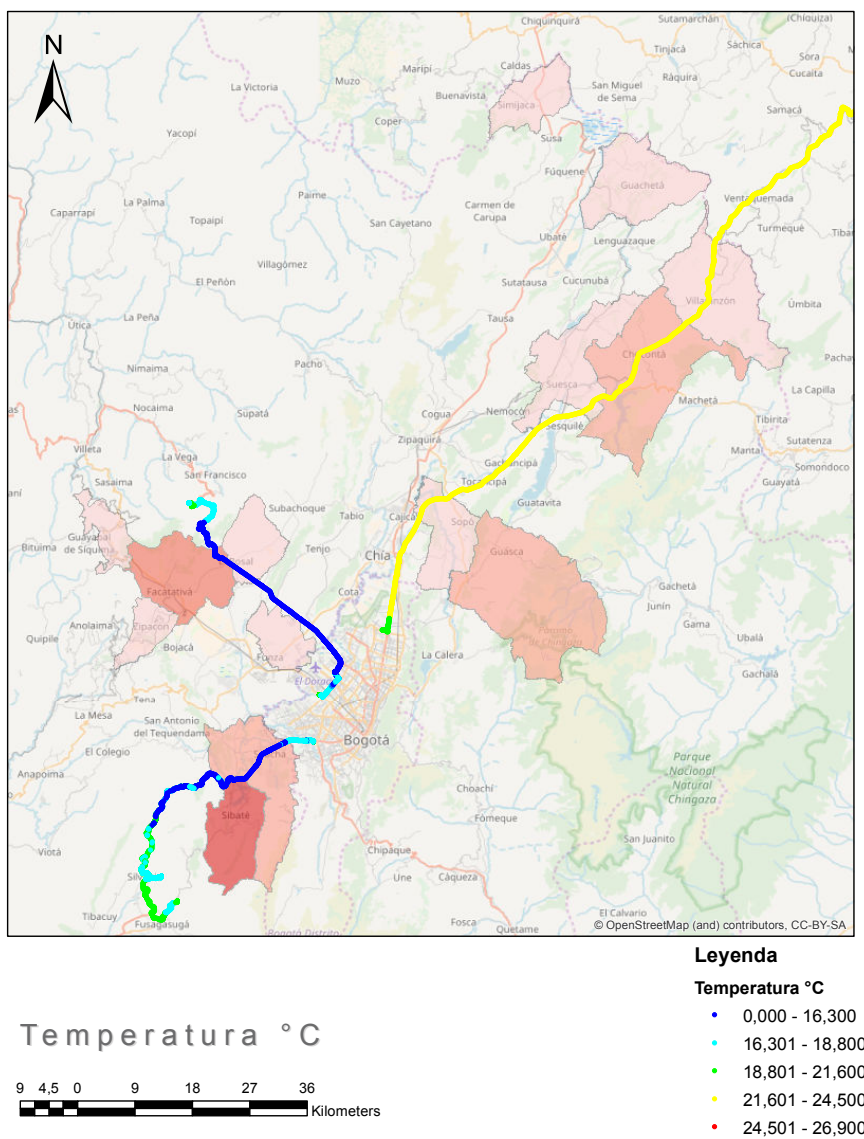 N
Chiquinquirá
Sutamarchán
(Chíquiza)
Tinjacá
Sáchica
Sora
Cucaita
Maripí
Caldas
Ráquira
La Victoria
Muzo
Buenavista
San Miguel
de Sema
Simijaca
Samacá
Coper
Susa
Yacopí
Fúquene
Guachetá
Caparrapí
La Palma
Paime
Carmen de
Carupa
Ventaquemada
Topaipí
San Cayetano
Turmequé
Tibaná
Ubaté
Lenguazaque
Villagómez
Sutatausa
Cucunubá
El Peñón
Villapinzón
Úmbita
La Peña
Tausa
Útica
Pacho
Chocontá
Pachay
Nimaima
Suesca
La Capilla
Machetá
Nocaima
Supatá
Cogua
Nemocón
Tibirita
Sesquilé
Zipaquirá
Manta
Sutatenza
Villeta
La Vega
Gachancipá
Somondoco
Sasaima
San Francisco
Tocancipá
Guayatá
Subachoque
Guatavita
Tabio
Cajicá
Sopó
Guayabal
de Síquima
Bituima
Tenjo
Chía
Guasca
Facatativá
Gachetá
Cota
Junín
Anolaima
Zipacón
Gama
Quipile
Bojacá
Funza
Ubalá
La Calera
Gachalá
El Dorado
Tena
La Mesa
San Antonio
del Tequendama
Bogotá
El Colegio
Parque
Nacional
Natural
Chingaza
Anapoima
Choachí
Sibaté
Fómeque
San Juanito
Viotá
Chipaque
Une
Cáqueza
Tibacuy
Fusagasugá
Fosca
El Calvario
Quetame
Bogotá Distrito
© OpenStreetMap (and) contributors, CC-BY-SA
Leyenda
Temperatura °C
0,000 - 16,300
16,301 - 18,800
18,801 - 21,600
21,601 - 24,500
24,501 - 26,900
Temperatura °C
9 4,5 0 9 18 27 36
Kilometers